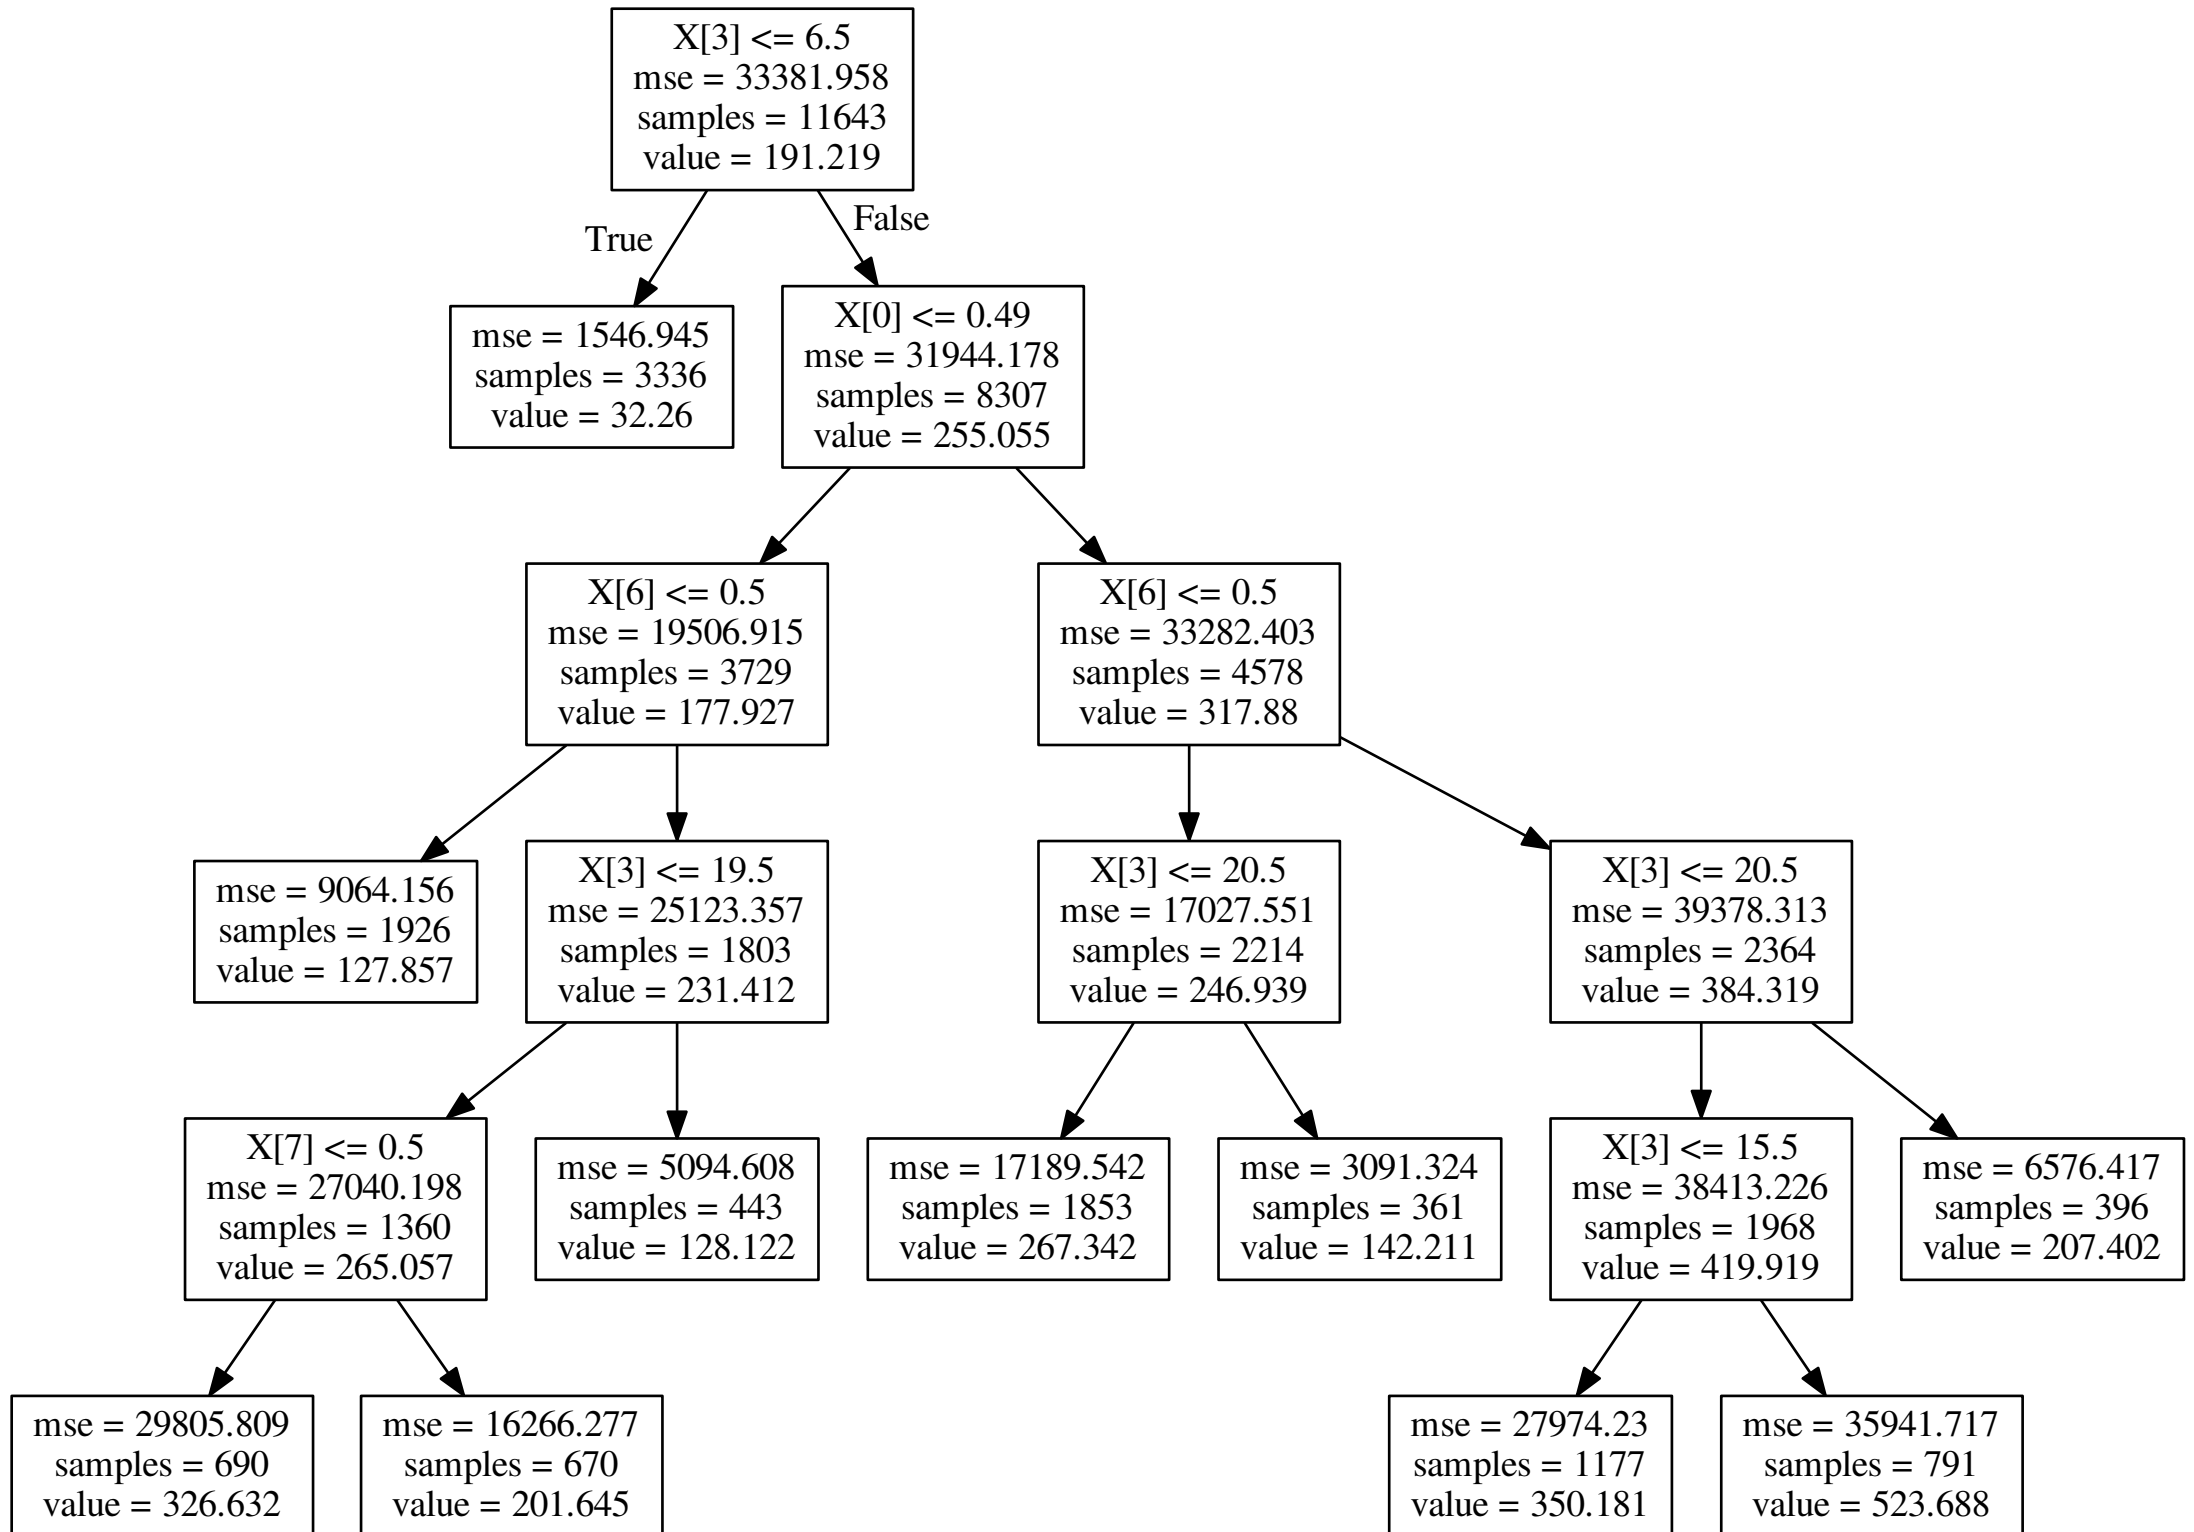 X[3] <= 6.5
mse = 33381.958
samples = 11643
value = 191.219
True
False
mse = 1546.945
samples = 3336
value = 32.26
X[0] <= 0.49
mse = 31944.178
samples = 8307
value = 255.055
X[6] <= 0.5
mse = 19506.915
samples = 3729
value = 177.927
X[6] <= 0.5
mse = 33282.403
samples = 4578
value = 317.88
mse = 9064.156
samples = 1926
value = 127.857
X[3] <= 19.5
mse = 25123.357
samples = 1803
value = 231.412
X[3] <= 20.5
mse = 17027.551
samples = 2214
value = 246.939
X[3] <= 20.5
mse = 39378.313
samples = 2364
value = 384.319
X[7] <= 0.5
mse = 27040.198
samples = 1360
value = 265.057
mse = 5094.608
samples = 443
value = 128.122
mse = 17189.542
samples = 1853
value = 267.342
mse = 3091.324
samples = 361
value = 142.211
X[3] <= 15.5
mse = 38413.226
samples = 1968
value = 419.919
mse = 6576.417
samples = 396
value = 207.402
mse = 29805.809
samples = 690
value = 326.632
mse = 16266.277
samples = 670
value = 201.645
mse = 27974.23
samples = 1177
value = 350.181
mse = 35941.717
samples = 791
value = 523.688